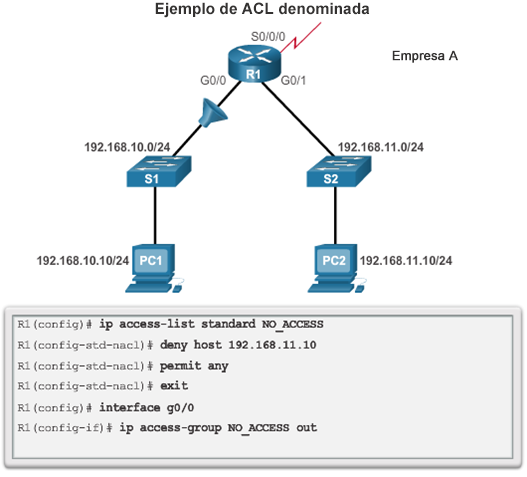 Ejemplo de ACL denominada
S0/0/0
Empresa A
R1
G0/0
G0/1
192.168.10.0/24
192.168.11.0/24
S1
S2
192.168.10.10/24
PC1
PC2
192.168.11.10/24
R1(config)# ip access-list standard NO_ACCESS
R1(config-std-nacl)# deny host 192.168.11.10
R1(config-std-nacl)# permit any
R1(config-std-nacl)# exit
R1(config)# interface g0/0
R1(config-if)# ip access-group NO_ACCESS out